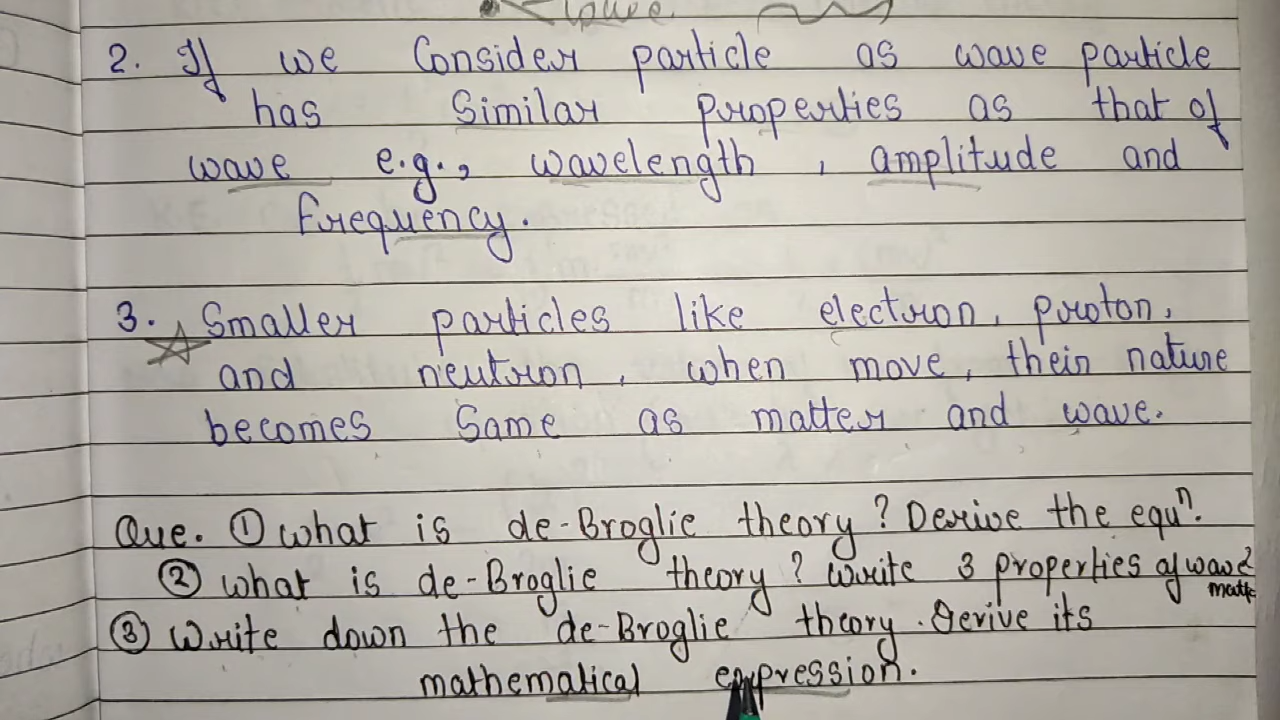 wave
2. If we Consider particle as wave particle
has Similar properties as that of
wave e.g., wavelength, amplitude and
frequency.
3. Smaller particles like electron, proton,
and neutron, when move, their nature
becomes Same as matter and wave.
Que. ① What is de-Broglie theory? Derive the equⁿ.
② What is de-Broglie theory? Write 3 properties of wave
③ Write down the de-Broglie theory. Derive its
mathematical expression.